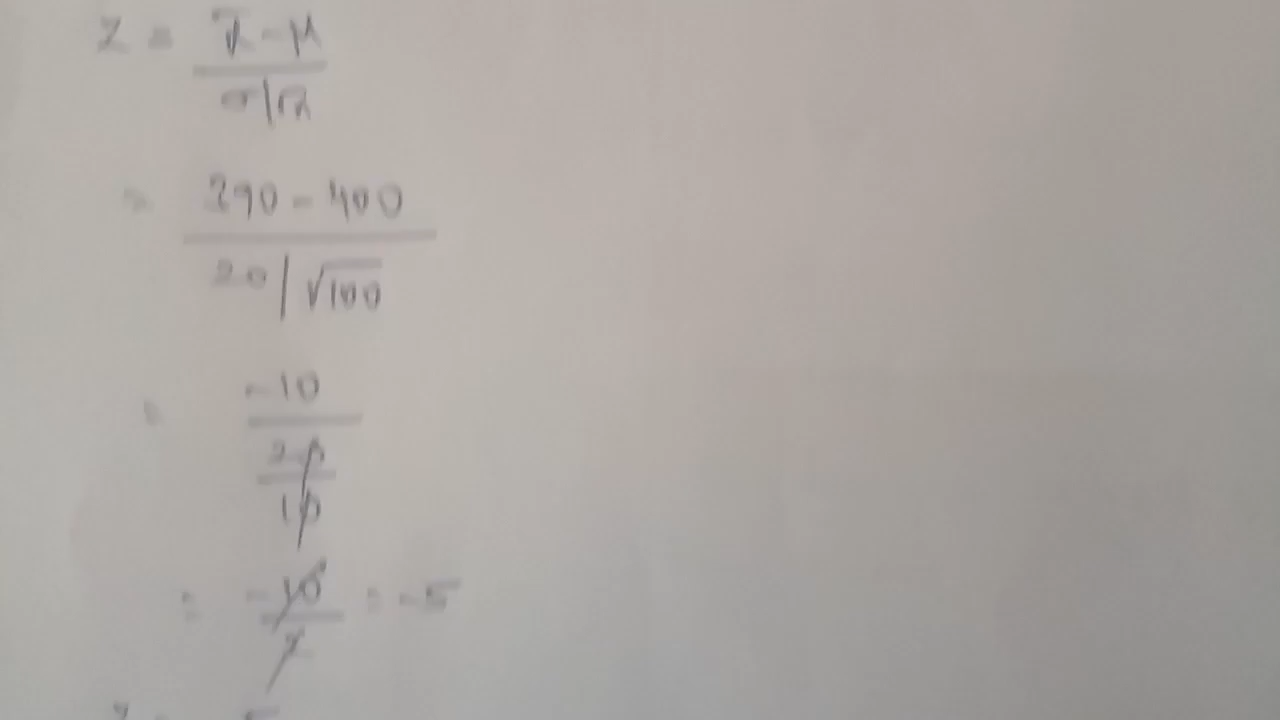 Z = x̄ - μ
σ/√n
= 390 - 400
20/√100
= -10
20
10
= -10/2 = -5